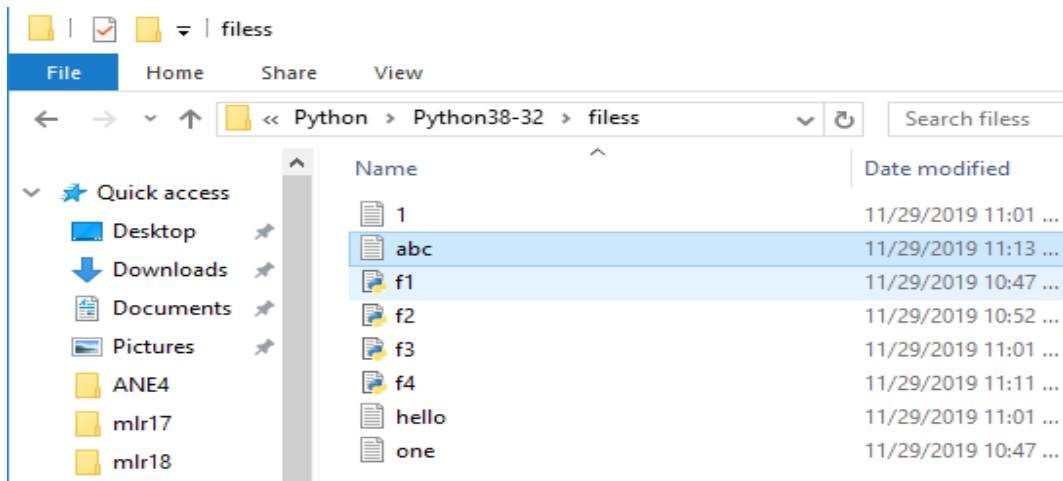 filess
File Home Share View
« Python > Python38-32 > filess Search filess
Name Date modified
Quick access
Desktop
Downloads
Documents
Pictures
ANE4
mlr17
mlr18
1 11/29/2019 11:01 ...
abc 11/29/2019 11:13 ...
f1 11/29/2019 10:47 ...
f2 11/29/2019 10:52 ...
f3 11/29/2019 11:01 ...
f4 11/29/2019 11:11 ...
hello 11/29/2019 11:01 ...
one 11/29/2019 10:47 ...